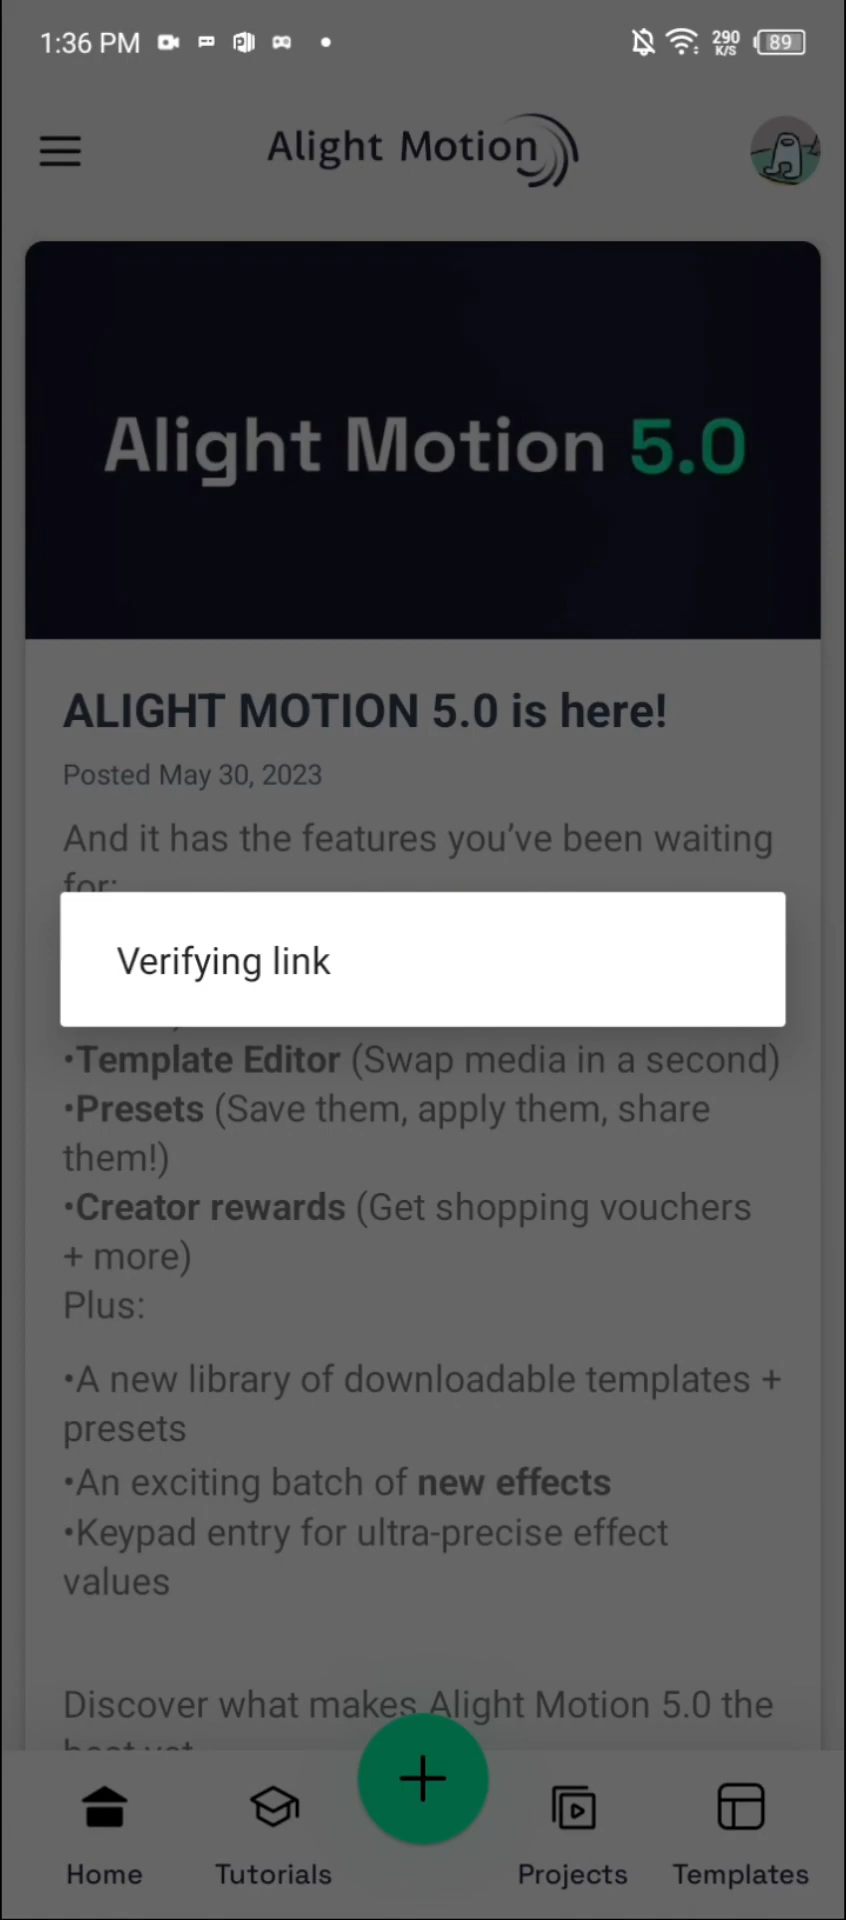 1:36 PM
290
K/S
89
Alight Motion
Alight Motion 5.0
ALIGHT MOTION 5.0 is here!
Posted May 30, 2023
And it has the features you’ve been waiting
for:
Verifying link
•Template Editor (Swap media in a second)
•Presets (Save them, apply them, share
them!)
•Creator rewards (Get shopping vouchers
+ more)
Plus:
•A new library of downloadable templates +
presets
•An exciting batch of new effects
•Keypad entry for ultra-precise effect
values
Discover what makes Alight Motion 5.0 the
best yet
Home
Tutorials
Projects
Templates